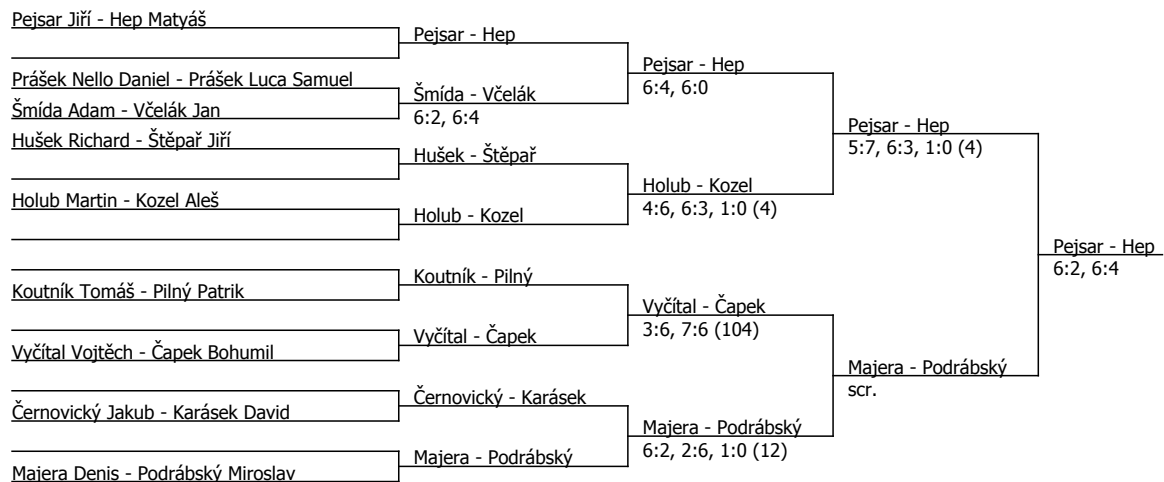 Pejsar Jiří - Hep Matyáš
Prášek Nello Daniel - Prášek Luca Samuel
Šmída Adam - Včelák Jan
Hušek Richard - Štěpař Jiří
Holub Martin - Kozel Aleš
Koutník Tomáš - Pilný Patrik
Vyčítal Vojtěch - Čapek Bohumil
Černovický Jakub - Karásek David
Majera Denis - Podrábský Miroslav
Pejsar - Hep
Šmída - Včelák
6:2, 6:4
Hušek - Štěpař
Holub - Kozel
Koutník - Pilný
Vyčítal - Čapek
Černovický - Karásek
Majera - Podrábský
Pejsar - Hep
6:4, 6:0
Holub - Kozel
4:6, 6:3, 1:0 (4)
Vyčítal - Čapek
3:6, 7:6 (104)
Majera - Podrábský
6:2, 2:6, 1:0 (12)
Pejsar - Hep
5:7, 6:3, 1:0 (4)
Majera - Podrábský
scr.
Pejsar - Hep
6:2, 6:4